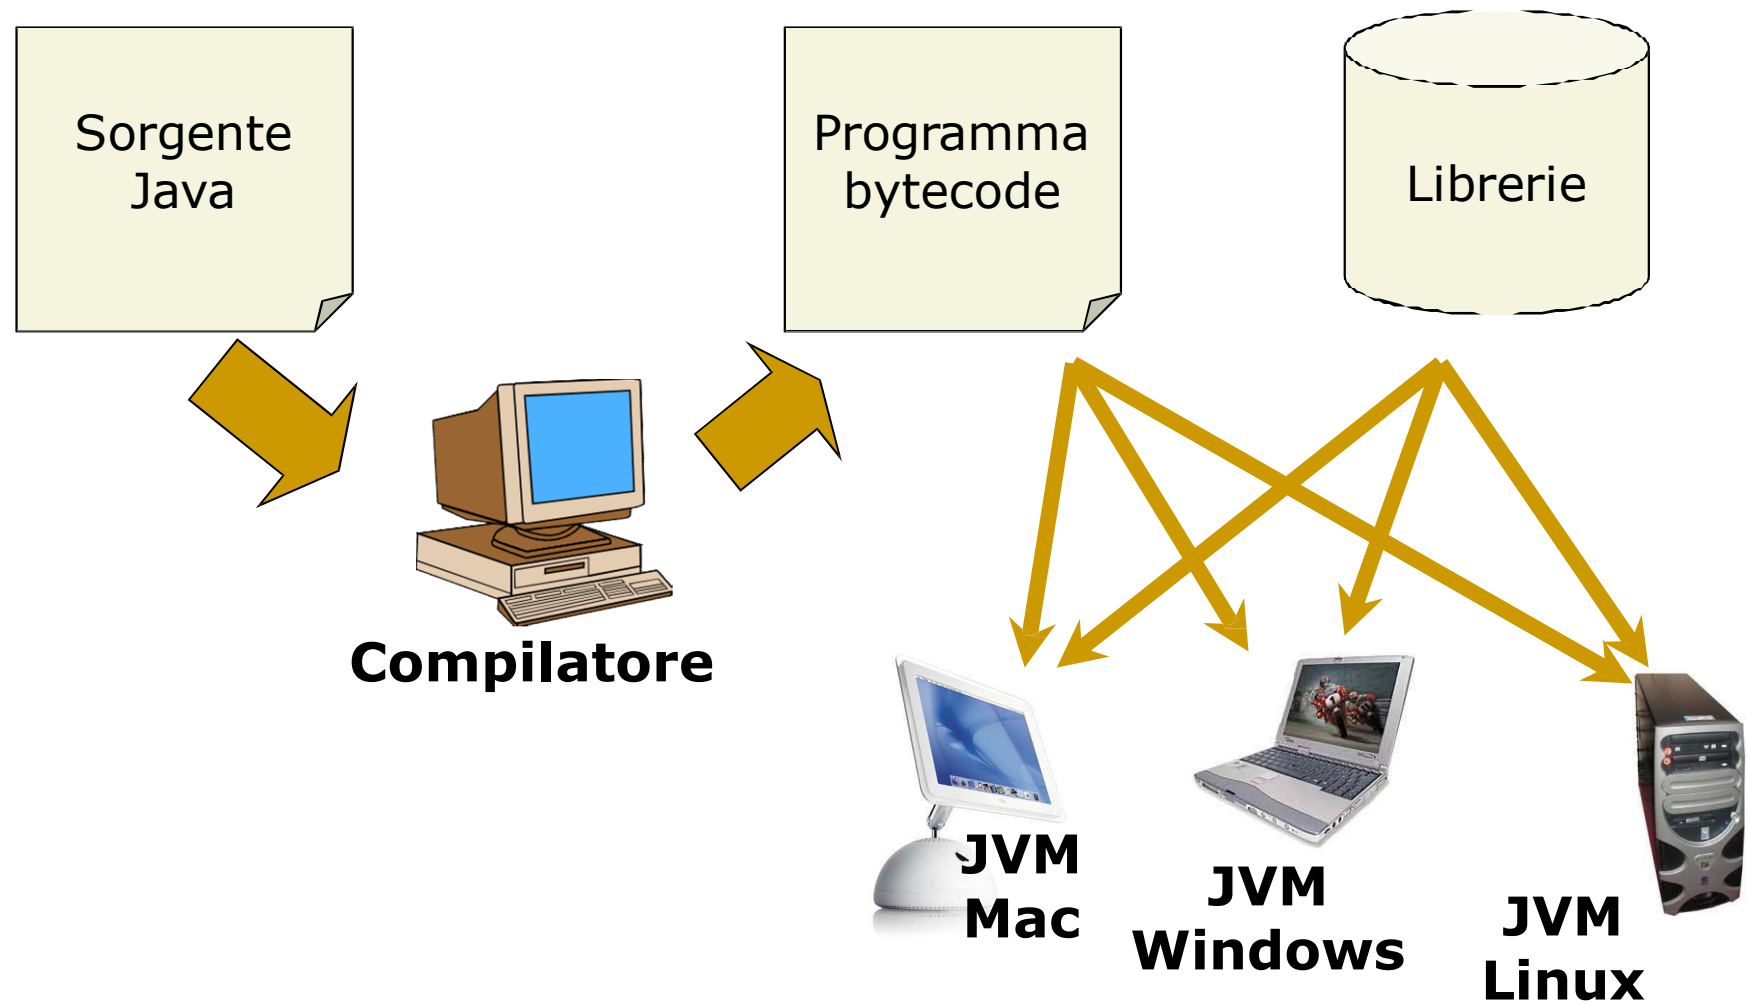 Sorgente
Java
Programma
bytecode
Librerie
Compilatore
JVM
Mac
JVM
Windows
JVM
Linux